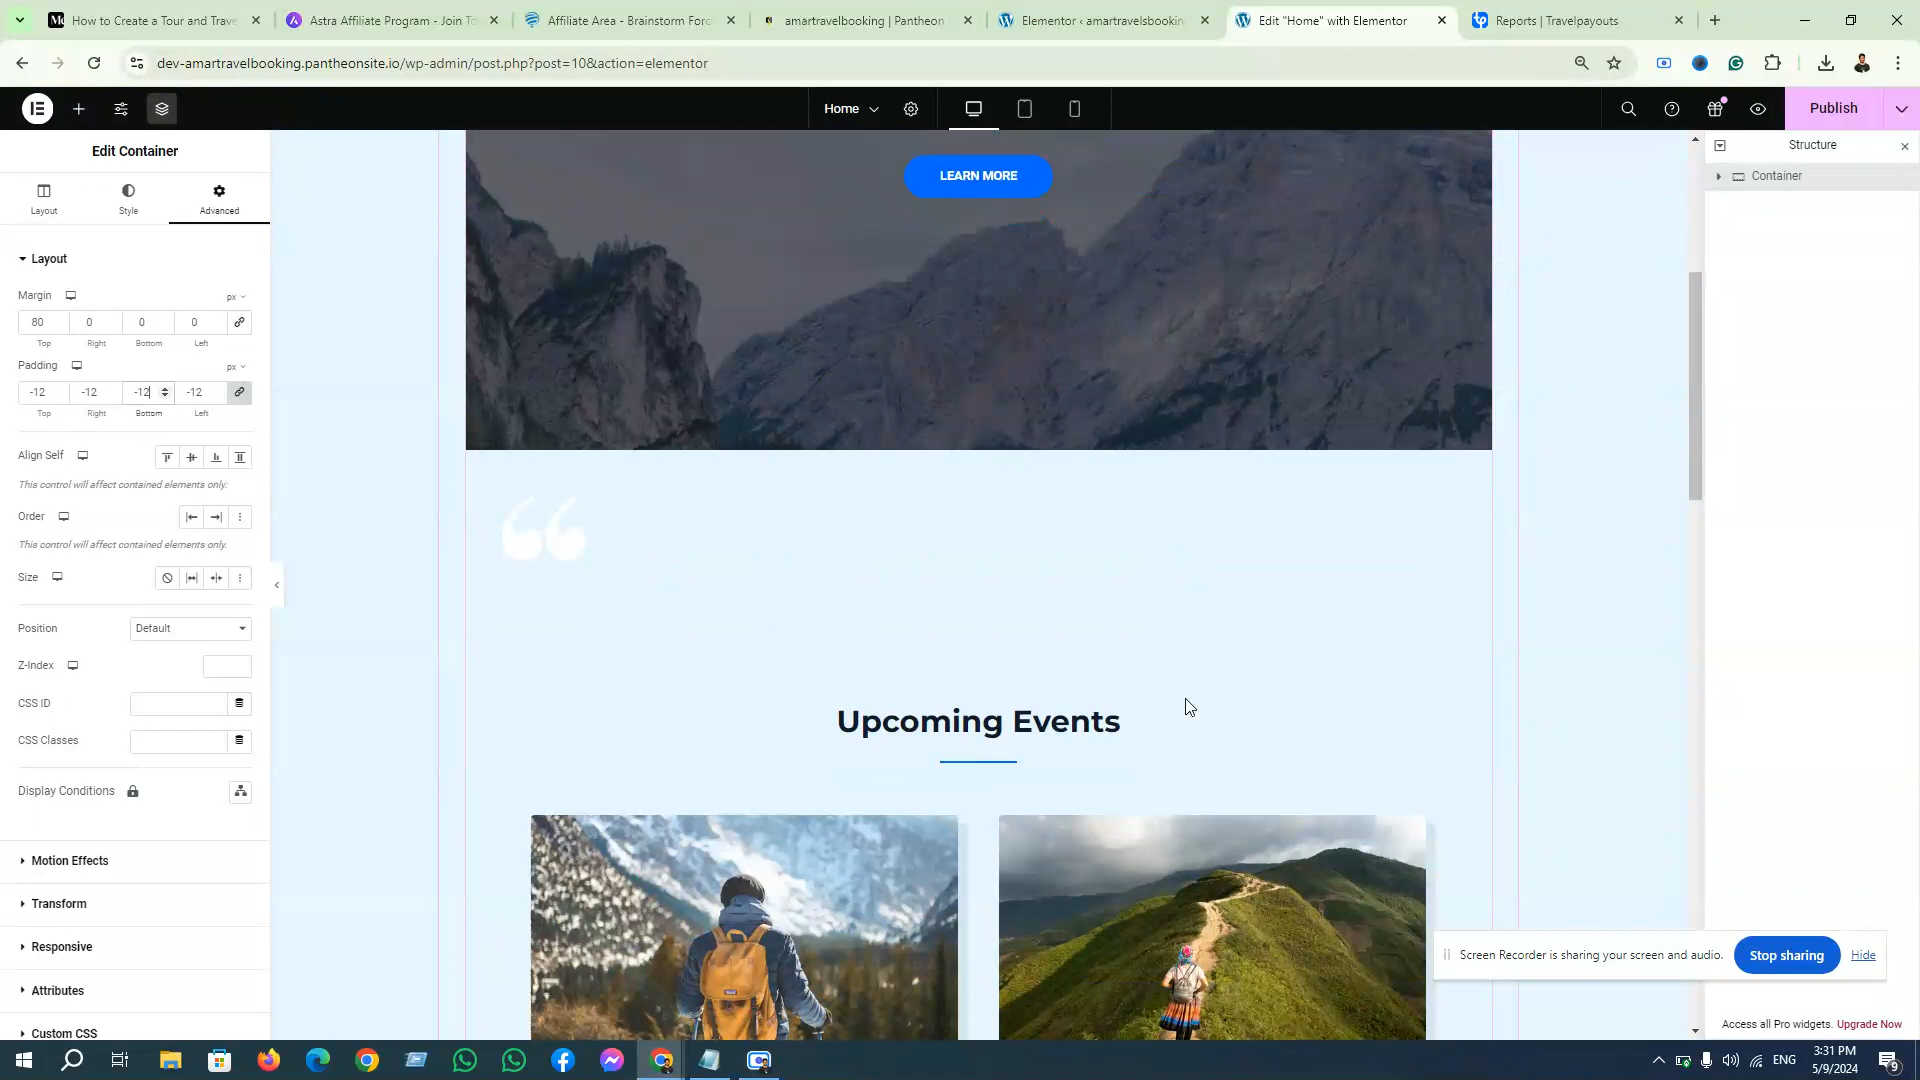 How to Create a Tour and Trave
Astra Affiliate Program - Join To
Affiliate Area - Brainstorm Forc
amartravelbooking | Pantheon
Elementor ‹ amartravelsbooking
Edit "Home" with Elementor
Reports | Travelpayouts
dev-amartravelbooking.pantheonsite.io/wp-admin/post.php?post=10&action=elementor
Home
Publish
Edit Container
Structure
Layout
Style
Advanced
Container
LEARN MORE
Layout
Margin
px
80
0
0
0
Top
Right
Bottom
Left
Padding
px
-12
-12
-12
-12
Top
Right
Bottom
Left
Align Self
This control will affect contained elements only.
Order
This control will affect contained elements only.
Size
Position
Default
Z-Index
CSS ID
CSS Classes
Display Conditions
Upcoming Events
Motion Effects
Transform
Responsive
Attributes
Custom CSS
Screen Recorder is sharing your screen and audio.
Stop sharing
Hide
Access all Pro widgets. Upgrade Now
ENG
3:31 PM
5/9/2024
9